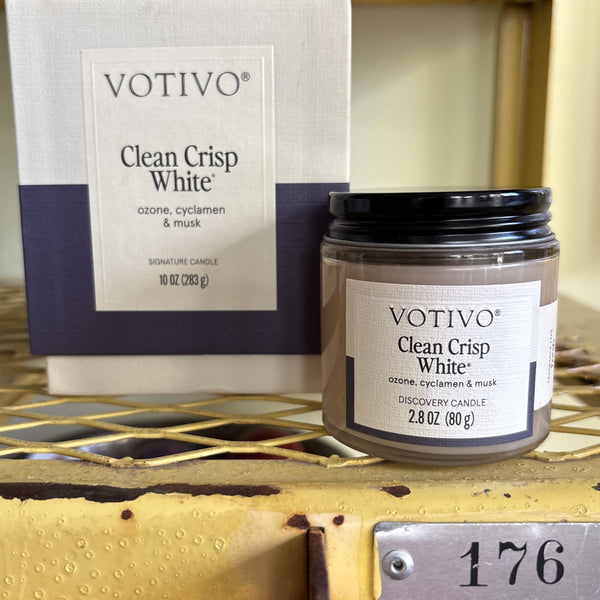 VOTIVO®
Clean Crisp
White®
ozone, cyclamen
& musk
SIGNATURE CANDLE
10 OZ (283 g)
VOTIVO®
Clean Crisp
White®
ozone, cyclamen & musk
DISCOVERY CANDLE
2.8 OZ (80 g)
176